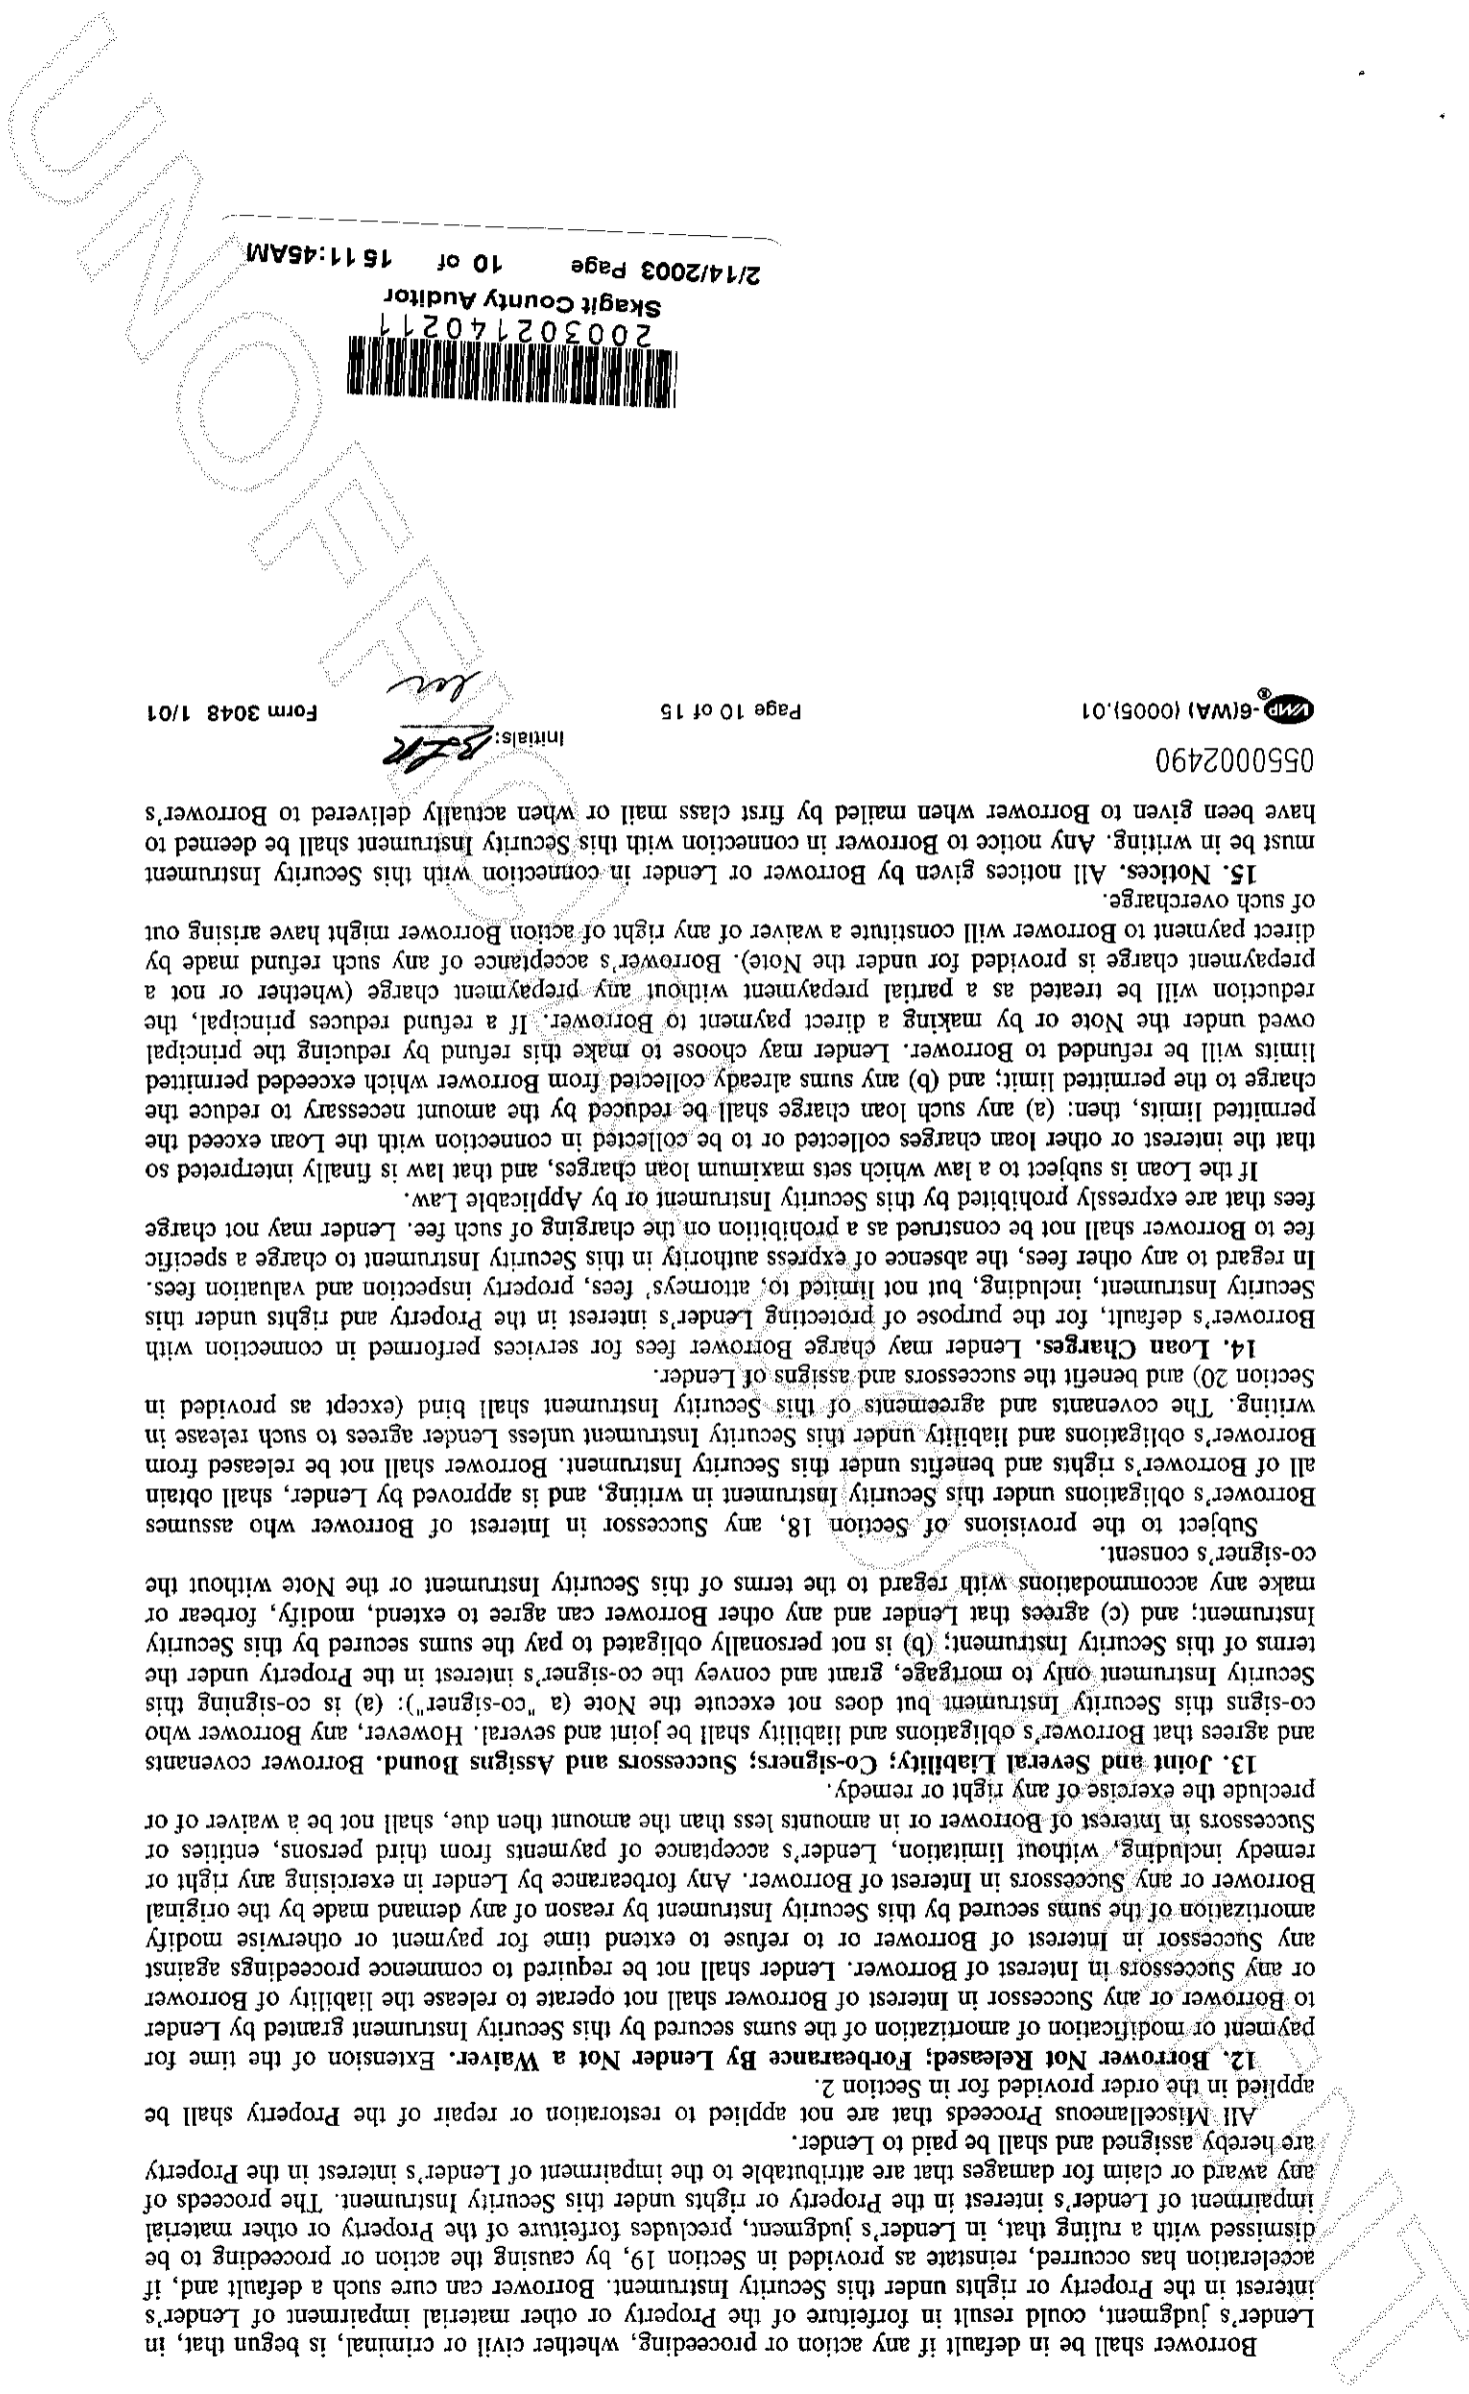 Borrower shall be in default if any action or proceeding, whether civil or criminal, is begun that, in
Lender's judgment, could result in forfeiture of the Property or other material impairment of Lender's
interest in the Property or rights under this Security Instrument. Borrower can cure such a default and, if
acceleration has occurred, reinstate as provided in Section 19, by causing the action or proceeding to be
dismissed with a ruling that, in Lender's judgment, precludes forfeiture of the Property or other material
impairment of Lender's interest in the Property or rights under this Security Instrument. The proceeds of
any award or claim for damages that are attributable to the impairment of Lender's interest in the Property
are hereby assigned and shall be paid to Lender.
All Miscellaneous Proceeds that are not applied to restoration or repair of the Property shall be
applied in the order provided for in Section 2.
12. Borrower Not Released; Forbearance By Lender Not a Waiver. Extension of the time for
payment or modification of amortization of the sums secured by this Security Instrument granted by Lender
to Borrower or any Successor in Interest of Borrower shall not operate to release the liability of Borrower
or any Successors in Interest of Borrower. Lender shall not be required to commence proceedings against
any Successor in Interest of Borrower or to refuse to extend time for payment or otherwise modify
amortization of the sums secured by this Security Instrument by reason of any demand made by the original
Borrower or any Successors in Interest of Borrower. Any forbearance by Lender in exercising any right or
remedy including, without limitation, Lender's acceptance of payments from third persons, entities or
Successors in Interest of Borrower or in amounts less than the amount then due, shall not be a waiver of or
preclude the exercise of any right or remedy.
13. Joint and Several Liability; Co-signers; Successors and Assigns Bound. Borrower covenants
and agrees that Borrower's obligations and liability shall be joint and several. However, any Borrower who
co-signs this Security Instrument but does not execute the Note (a "co-signer"): (a) is co-signing this
Security Instrument only to mortgage, grant and convey the co-signer's interest in the Property under the
terms of this Security Instrument; (b) is not personally obligated to pay the sums secured by this Security
Instrument; and (c) agrees that Lender and any other Borrower can agree to extend, modify, forbear or
make any accommodations with regard to the terms of this Security Instrument or the Note without the
co-signer's consent.
Subject to the provisions of Section 18, any Successor in Interest of Borrower who assumes
Borrower's obligations under this Security Instrument in writing, and is approved by Lender, shall obtain
all of Borrower's rights and benefits under this Security Instrument. Borrower shall not be released from
Borrower's obligations and liability under this Security Instrument unless Lender agrees to such release in
writing. The covenants and agreements of this Security Instrument shall bind (except as provided in
Section 20) and benefit the successors and assigns of Lender.
14. Loan Charges. Lender may charge Borrower fees for services performed in connection with
Borrower's default, for the purpose of protecting Lender's interest in the Property and rights under this
Security Instrument, including, but not limited to, attorneys' fees, property inspection and valuation fees.
In regard to any other fees, the absence of express authority in this Security Instrument to charge a specific
fee to Borrower shall not be construed as a prohibition on the charging of such fee. Lender may not charge
fees that are expressly prohibited by this Security Instrument or by Applicable Law.
If the Loan is subject to a law which sets maximum loan charges, and that law is finally interpreted so
that the interest or other loan charges collected or to be collected in connection with the Loan exceed the
permitted limits, then: (a) any such loan charge shall be reduced by the amount necessary to reduce the
charge to the permitted limit; and (b) any sums already collected from Borrower which exceeded permitted
limits will be refunded to Borrower. Lender may choose to make this refund by reducing the principal
owed under the Note or by making a direct payment to Borrower. If a refund reduces principal, the
reduction will be treated as a partial prepayment without any prepayment charge (whether or not a
prepayment charge is provided for under the Note). Borrower's acceptance of any such refund made by
direct payment to Borrower will constitute a waiver of any right of action Borrower might have arising out
of such overcharge.
15. Notices. All notices given by Borrower or Lender in connection with this Security Instrument
must be in writing. Any notice to Borrower in connection with this Security Instrument shall be deemed to
have been given to Borrower when mailed by first class mail or when actually delivered to Borrower's
0550002490
Initials:
VMP®-6(WA) (0005).01 Page 10 of 15 Form 3048 1/01
200302140211
Skagit County Auditor
2/14/2003 Page 10 of 15 11:45AM
UNOFFICIAL DOCUMENT